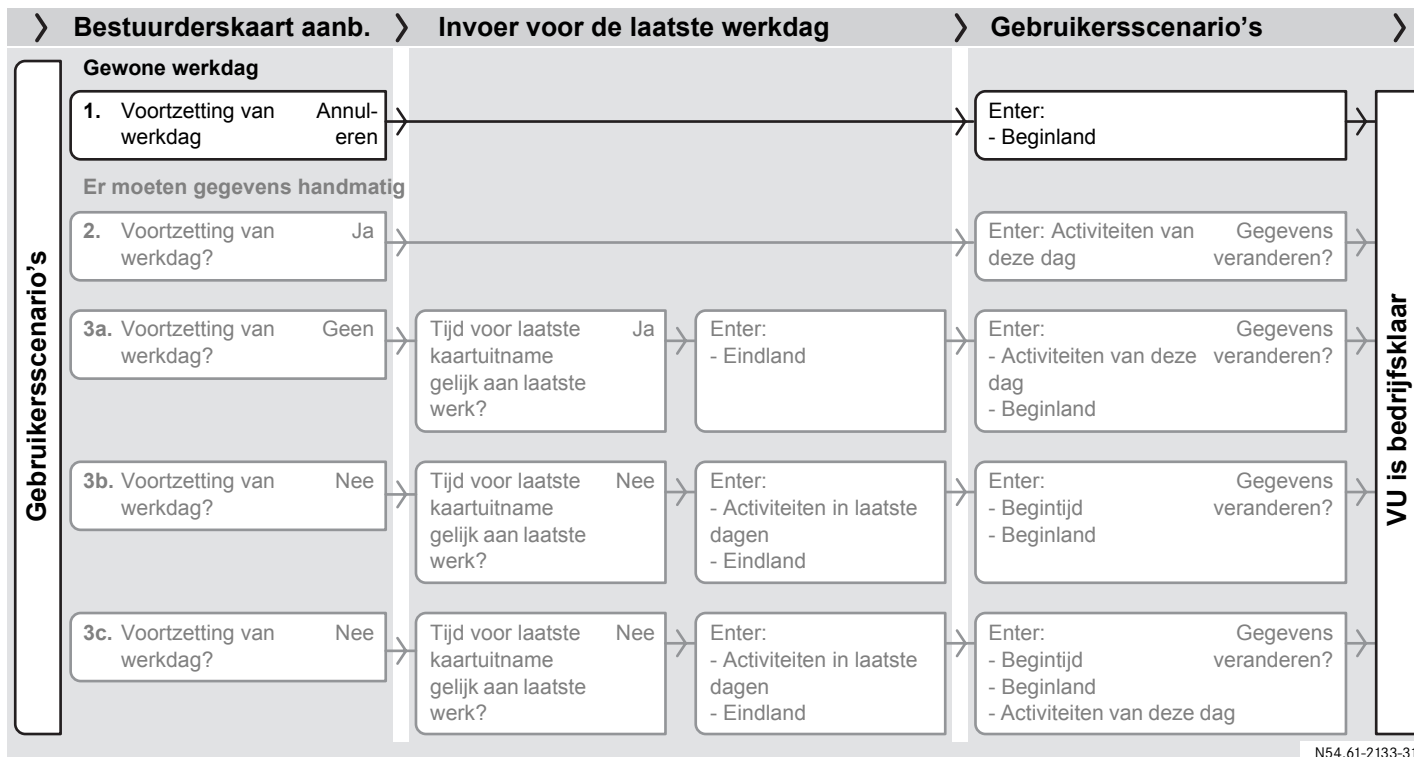 Bestuurderskaart aanb.
Invoer voor de laatste werkdag
Gebruikersscenario's
Gebruikersscenario's
Gewone werkdag
1. Voortzetting van Annul-
werkdag eren
Enter:
- Beginland
Er moeten gegevens handmatig
2. Voortzetting van Ja
werkdag?
Enter: Activiteiten van Gegevens
deze dag veranderen?
3a. Voortzetting van Geen
werkdag?
Tijd voor laatste Ja
kaartuitname
gelijk aan laatste
werk?
Enter:
- Eindland
Enter: Gegevens
- Activiteiten van deze veranderen?
dag
- Beginland
3b. Voortzetting van Nee
werkdag?
Tijd voor laatste Nee
kaartuitname
gelijk aan laatste
werk?
Enter:
- Activiteiten in laatste
dagen
- Eindland
Enter: Gegevens
- Begintijd veranderen?
- Beginland
3c. Voortzetting van Nee
werkdag?
Tijd voor laatste Nee
kaartuitname
gelijk aan laatste
werk?
Enter:
- Activiteiten in laatste
dagen
- Eindland
Enter: Gegevens
- Begintijd veranderen?
- Beginland
- Activiteiten van deze dag
VU is bedrijfsklaar
N54.61-2133-31